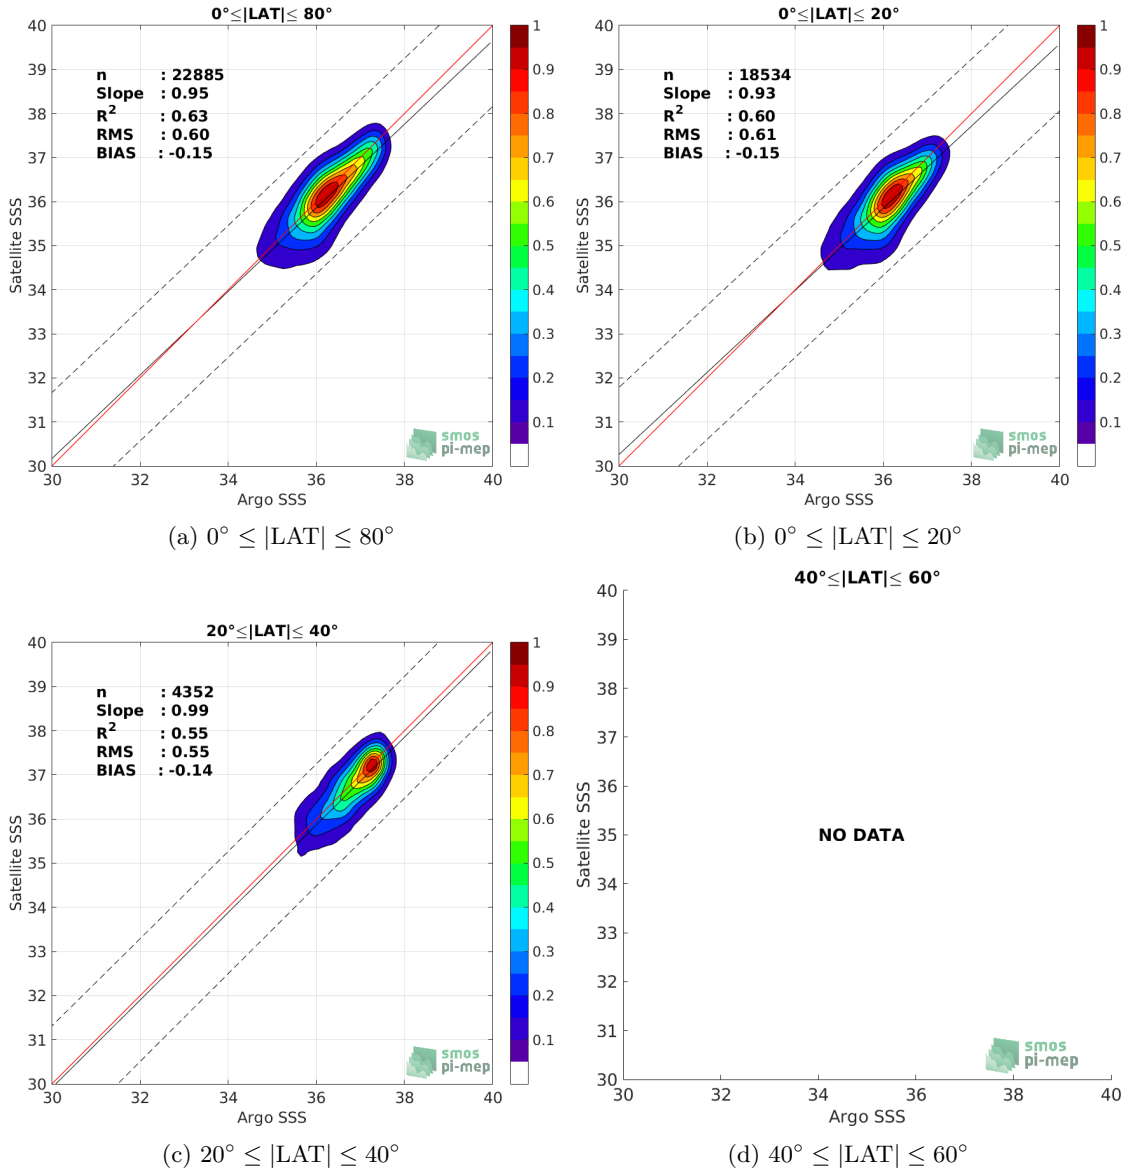 0°≤|LAT|≤ 80°
n : 22885
Slope : 0.95
R² : 0.63
RMS : 0.60
BIAS : -0.15
Satellite SSS
40
39
38
37
36
35
34
33
32
31
30
30 32 34 36 38 40
Argo SSS
1
0.9
0.8
0.7
0.6
0.5
0.4
0.3
0.2
0.1
smos
pi-mep
(a) 0° ≤ |LAT| ≤ 80°
0°≤|LAT|≤ 20°
n : 18534
Slope : 0.93
R² : 0.60
RMS : 0.61
BIAS : -0.15
Satellite SSS
40
39
38
37
36
35
34
33
32
31
30
30 32 34 36 38 40
Argo SSS
1
0.9
0.8
0.7
0.6
0.5
0.4
0.3
0.2
0.1
smos
pi-mep
(b) 0° ≤ |LAT| ≤ 20°
20°≤|LAT|≤ 40°
n : 4352
Slope : 0.99
R² : 0.55
RMS : 0.55
BIAS : -0.14
Satellite SSS
40
39
38
37
36
35
34
33
32
31
30
30 32 34 36 38 40
Argo SSS
1
0.9
0.8
0.7
0.6
0.5
0.4
0.3
0.2
0.1
smos
pi-mep
(c) 20° ≤ |LAT| ≤ 40°
40°≤|LAT|≤ 60°
Satellite SSS
40
39
38
37
36
35
34
33
32
31
30
NO DATA
30 32 34 36 38 40
Argo SSS
smos
pi-mep
(d) 40° ≤ |LAT| ≤ 60°